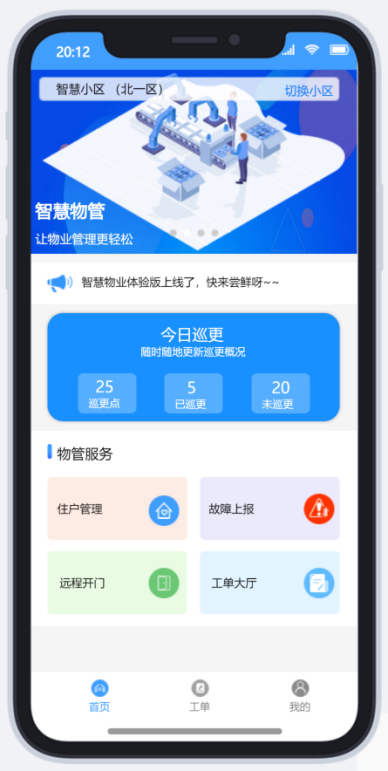 20:12
智慧小区 （北一区）
切换小区
智慧物管
让物业管理更轻松
智慧物业体验版上线了，快来尝鲜呀~~
今日巡更
随时随地更新巡更概况
25
巡更点
5
已巡更
20
未巡更
物管服务
住户管理
故障上报
远程开门
工单大厅
首页
工单
我的